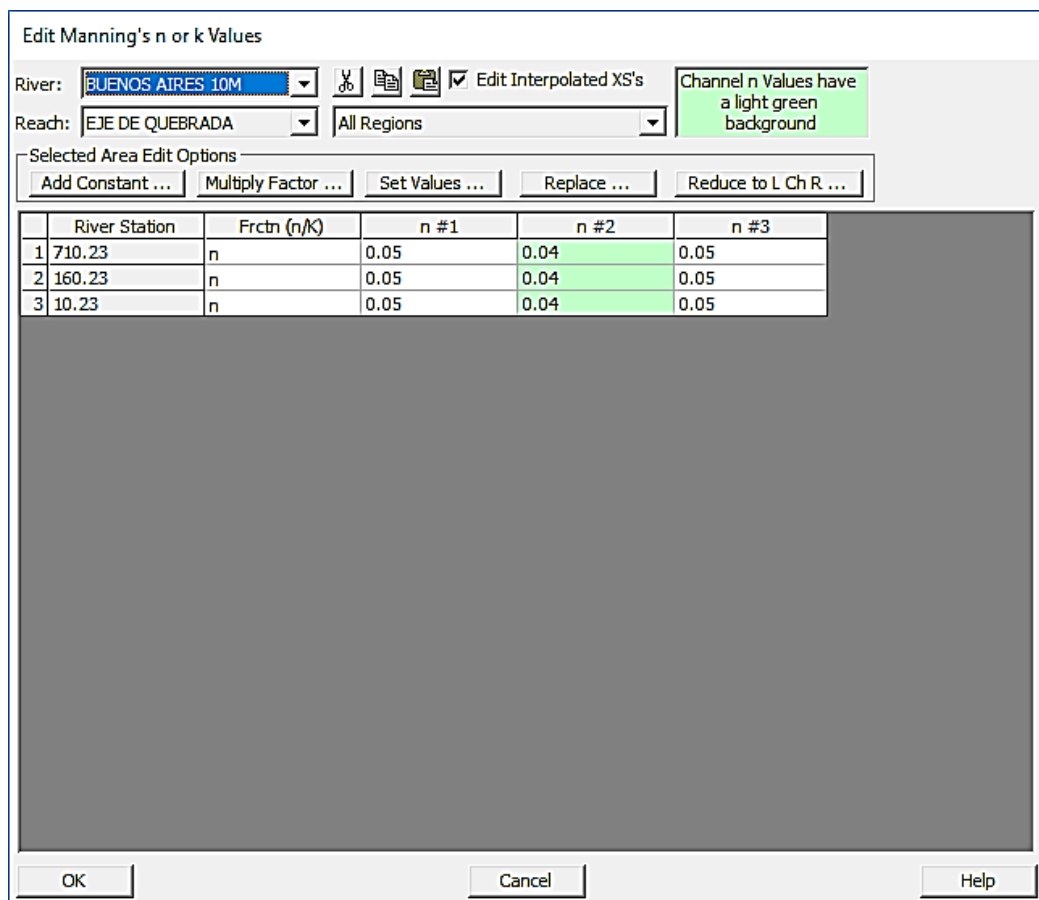 Edit Manning's n or k Values
River: BUENOS AIRES 10M Edit Interpolated XS's
Channel n Values have
a light green
background
Reach: EJE DE QUEBRADA All Regions
Selected Area Edit Options
Add Constant ... Multiply Factor ... Set Values ... Replace ... Reduce to L Ch R ...
River Station Frctn (n/K) n #1 n #2 n #3
1 710.23 n 0.05 0.04 0.05
2 160.23 n 0.05 0.04 0.05
3 10.23 n 0.05 0.04 0.05
OK Cancel Help